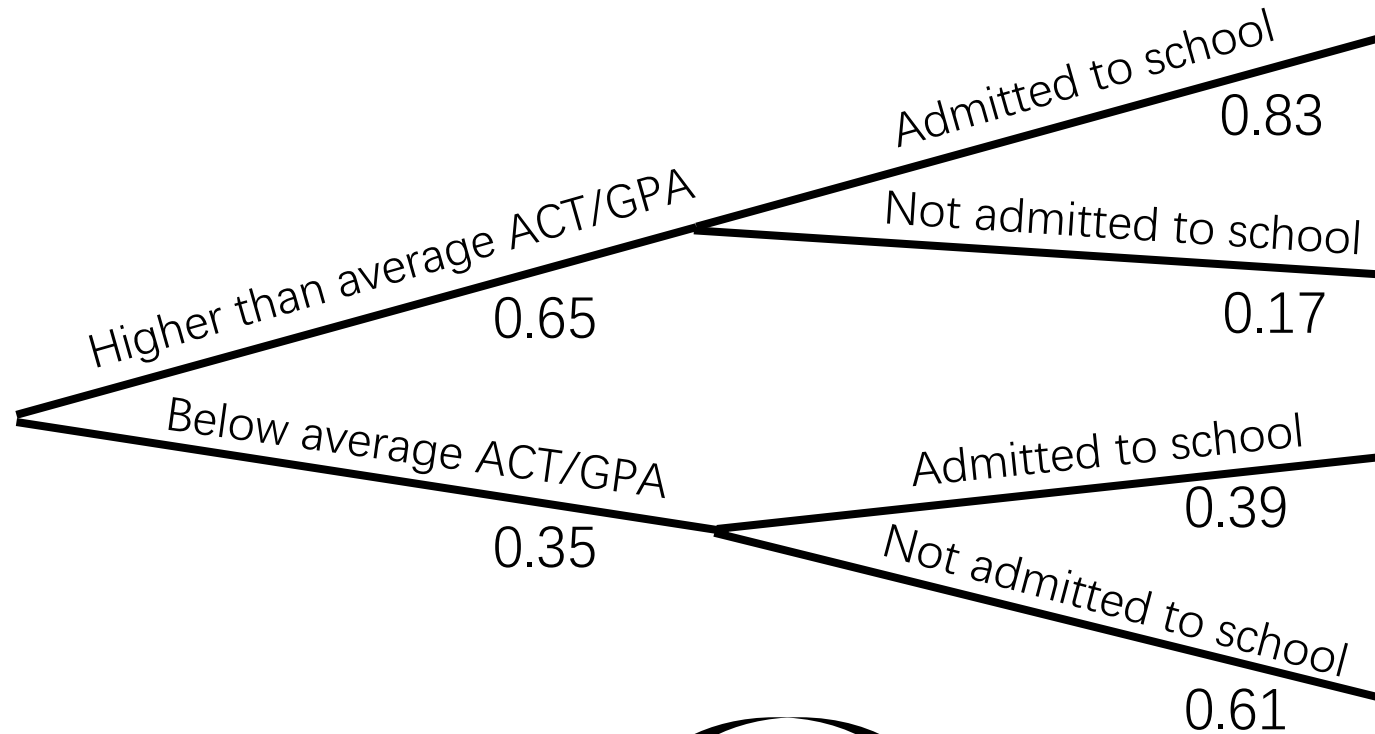 Admitted to school
0.83
Higher than average ACT/GPA
Not admitted to school
0.65
0.17
Below average ACT/GPA
Admitted to school
0.39
0.35
Not admitted to school
0.61